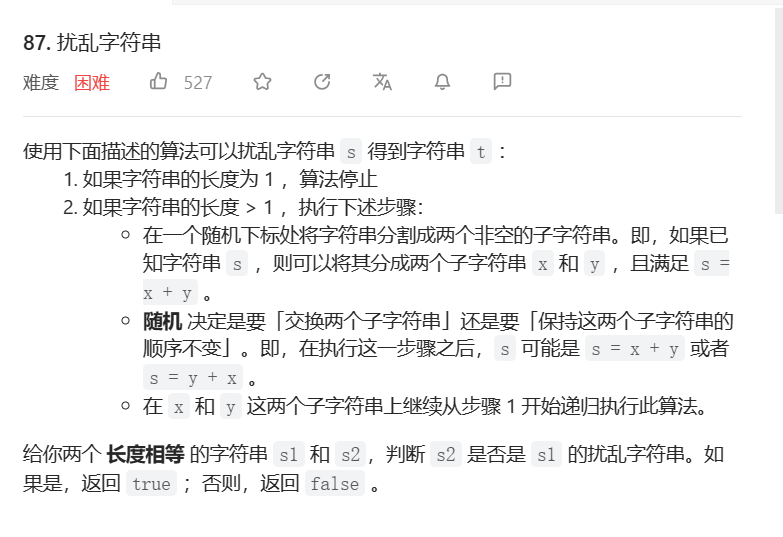 87. 扰乱字符串
难度 困难 527
使用下面描述的算法可以扰乱字符串 s 得到字符串 t ：
1. 如果字符串的长度为 1 ，算法停止
2. 如果字符串的长度 > 1 ，执行下述步骤：
在一个随机下标处将字符串分割成两个非空的子字符串。即，如果已
知字符串 s ，则可以将其分成两个子字符串 x 和 y ，且满足 s =
x + y 。
随机 决定是要「交换两个子字符串」还是要「保持这两个子字符串的
顺序不变」。即，在执行这一步骤之后， s 可能是 s = x + y 或者
s = y + x 。
在 x 和 y 这两个子字符串上继续从步骤 1 开始递归执行此算法。
给你两个 长度相等 的字符串 s1 和 s2，判断 s2 是否是 s1 的扰乱字符串。如
果是，返回 true ；否则，返回 false 。